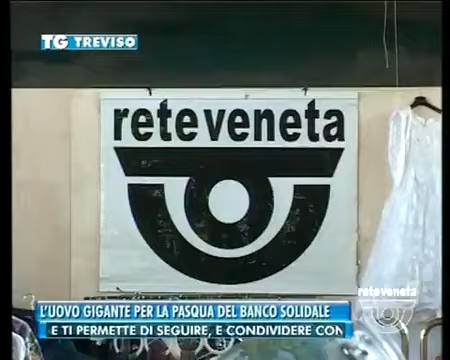 TG TREVISO
reteveneta
L'UOVO GIGANTE PER LA PASQUA DEL BANCO SOLIDALE
E TI PERMETTE DI SEGUIRE, E CONDIVIDERE CON
reteveneta